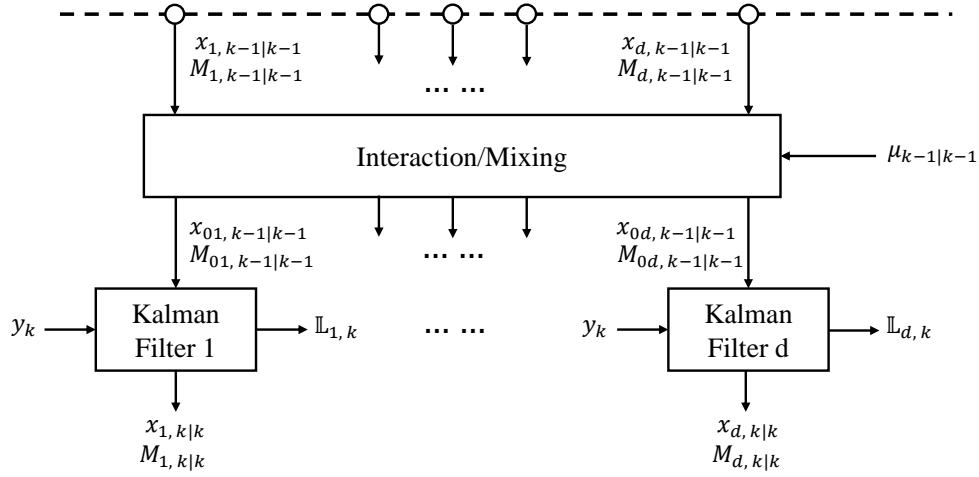 x_{1, k-1|k-1} x_{d, k-1|k-1}
M_{1, k-1|k-1} M_{d, k-1|k-1}
... ...
Interaction/Mixing
μ_{k-1|k-1}
x_{01, k-1|k-1} x_{0d, k-1|k-1}
M_{01, k-1|k-1} M_{0d, k-1|k-1}
... ...
y_k
Kalman
Filter 1
𝕃_{1, k}
... ...
y_k
Kalman
Filter d
𝕃_{d, k}
x_{1, k|k} x_{d, k|k}
M_{1, k|k} M_{d, k|k}